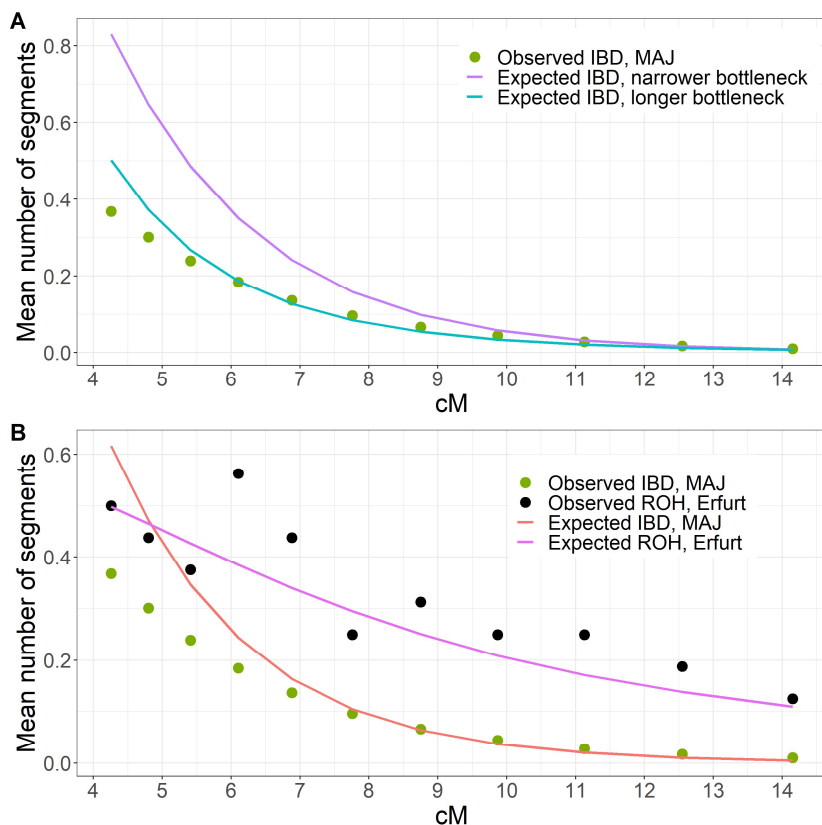 A
Mean number of segments
0.8
0.6
0.4
0.2
0.0
Observed IBD, MAJ
Expected IBD, narrower bottleneck
Expected IBD, longer bottleneck
4 5 6 7 8 9 10 11 12 13 14
cM
B
Mean number of segments
0.6
0.4
0.2
0.0
Observed IBD, MAJ
Observed ROH, Erfurt
Expected IBD, MAJ
Expected ROH, Erfurt
4 5 6 7 8 9 10 11 12 13 14
cM